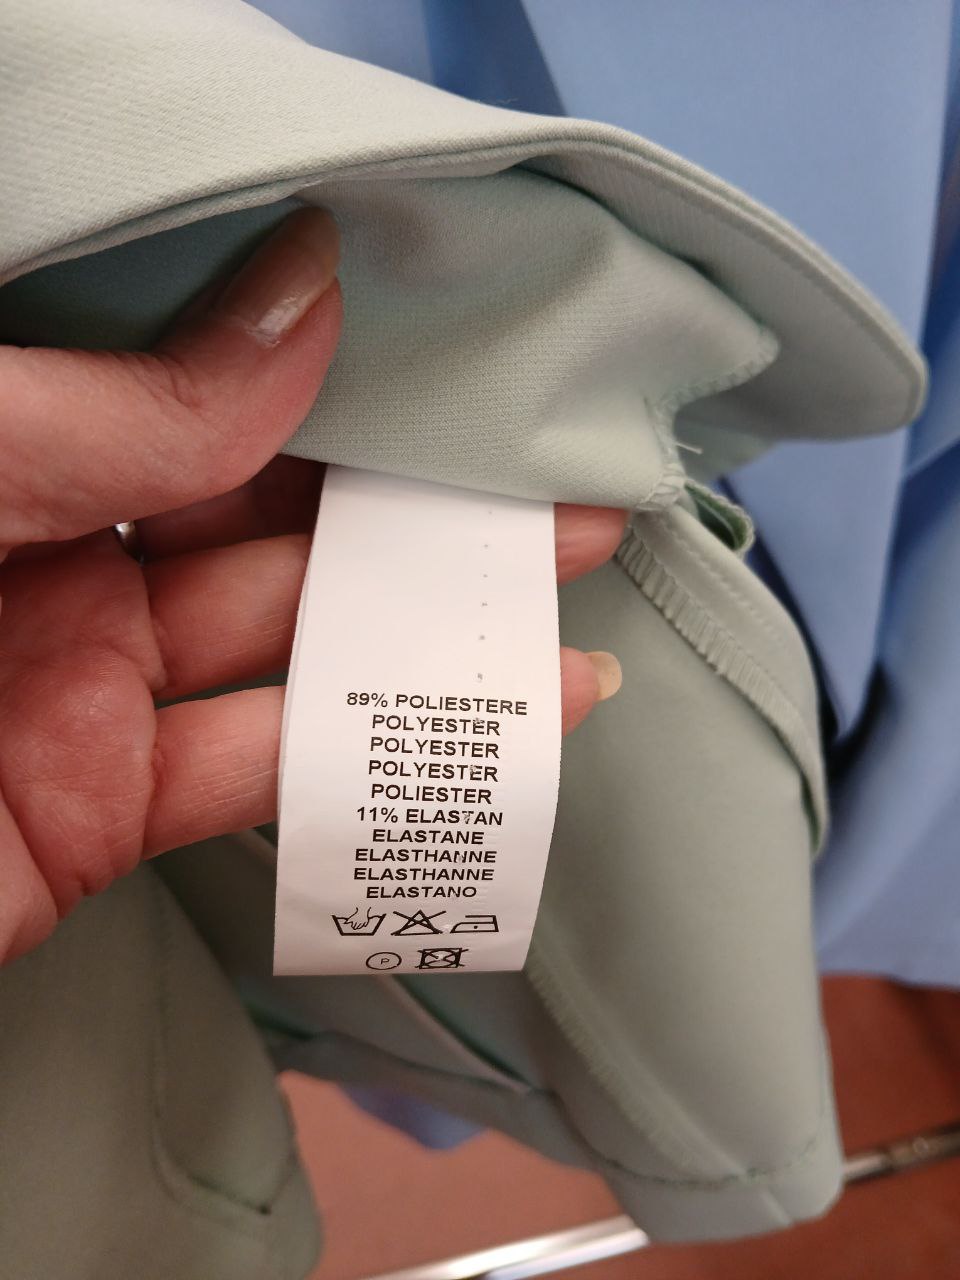 89% POLIESTERE
POLYESTER
POLYESTER
POLYESTER
POLIESTER
11% ELASTAN
ELASTANE
ELASTHANNE
ELASTHANNE
ELASTANO
P